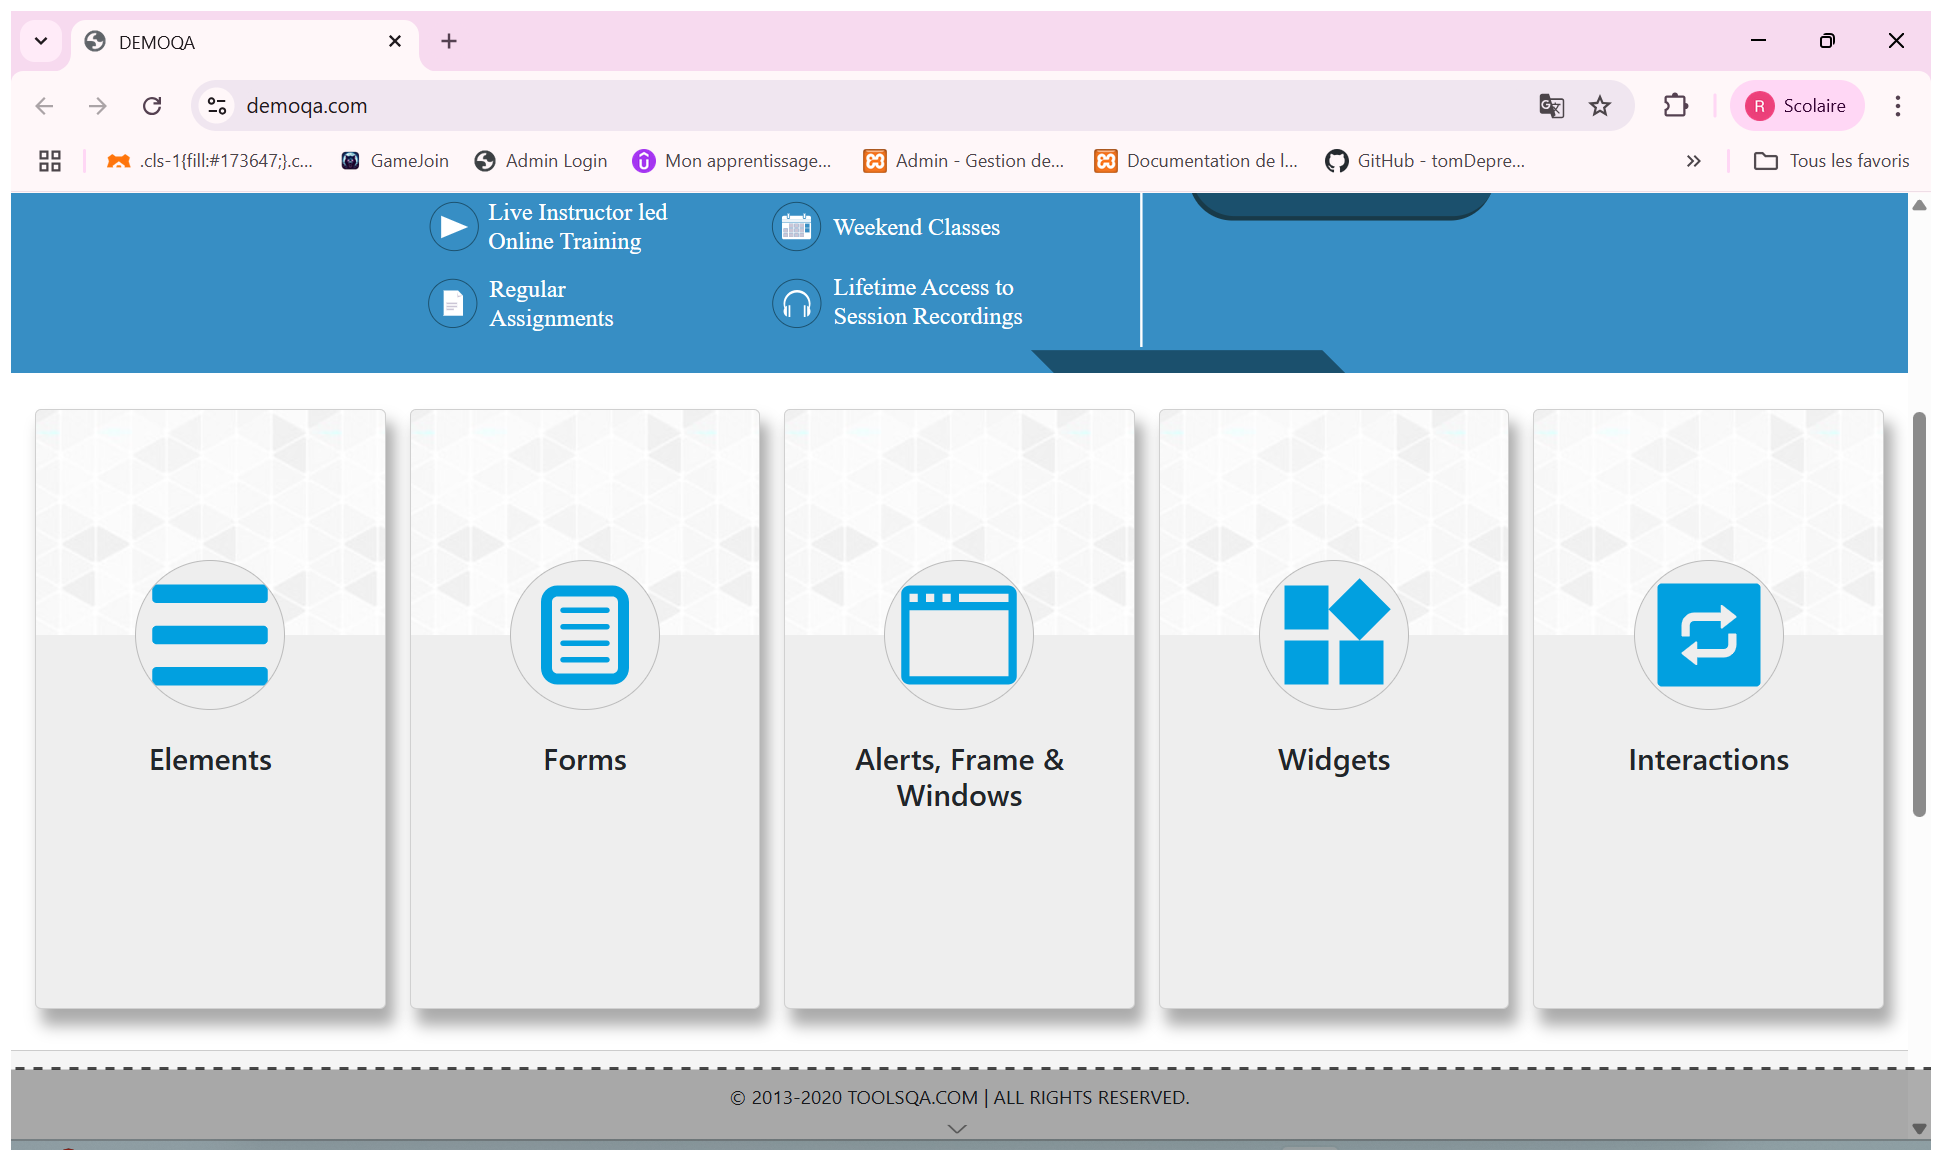 DEMOQA
demoqa.com
R Scolaire
.cls-1{fill:#173647;}.c...
GameJoin
Admin Login
Mon apprentissage...
Admin - Gestion de...
Documentation de l...
GitHub - tomDepre...
Tous les favoris
Live Instructor led
Online Training
Weekend Classes
Regular
Assignments
Lifetime Access to
Session Recordings
Elements
Forms
Alerts, Frame &
Windows
Widgets
Interactions
© 2013-2020 TOOLSQA.COM | ALL RIGHTS RESERVED.